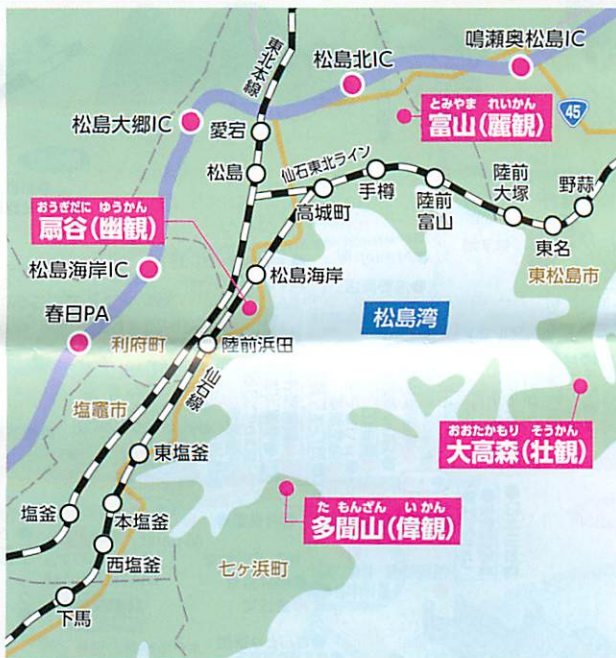 東北本線
松島北IC
鳴瀬奥松島IC
松島大郷IC
愛宕
とみやま れいかん
富山(麗観)
45
松島
仙石東北ライン
手樽
陸前
富山
陸前
大塚
野蒜
高城町
東名
おうぎだに ゆうかん
扇谷(幽観)
松島海岸IC
松島海岸
東松島市
春日PA
利府町
陸前浜田
松島湾
仙石線
塩竈市
おおたかもり そうかん
大高森(壮観)
東塩釜
た もんざん い かん
多聞山(偉観)
塩釜
本塩釜
西塩釜
七ヶ浜町
下馬